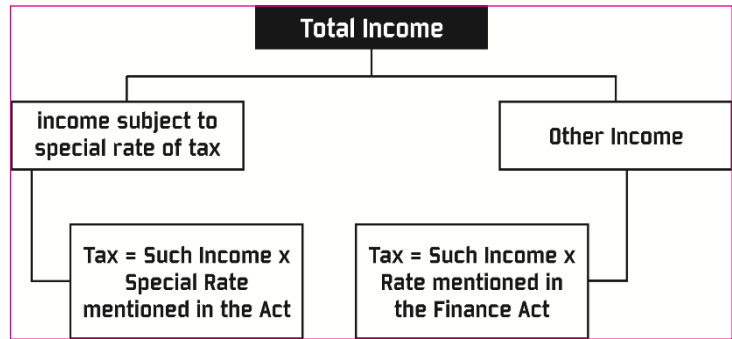 Total Income
income subject to
special rate of tax
Other Income
Tax = Such Income x
Special Rate
mentioned in the Act
Tax = Such Income x
Rate mentioned in
the Finance Act